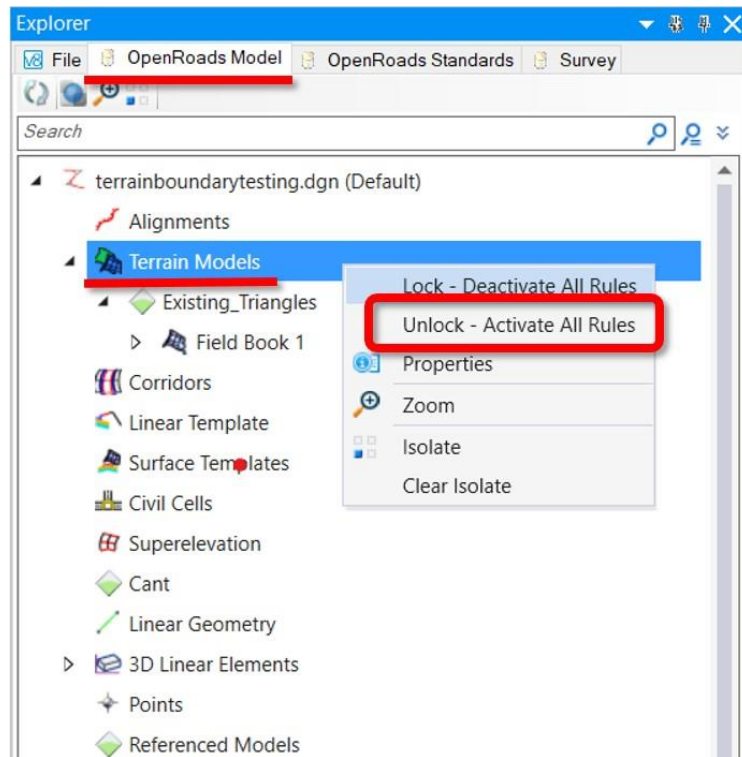 Explorer
File OpenRoads Model OpenRoads Standards Survey
Search
terrainboundarytesting.dgn (Default)
Alignments
Terrain Models
Lock - Deactivate All Rules
Existing_Triangles
Unlock - Activate All Rules
Field Book 1
Properties
Corridors
Zoom
Linear Template
Isolate
Surface Templates
Clear Isolate
Civil Cells
Superelevation
Cant
Linear Geometry
3D Linear Elements
Points
Referenced Models